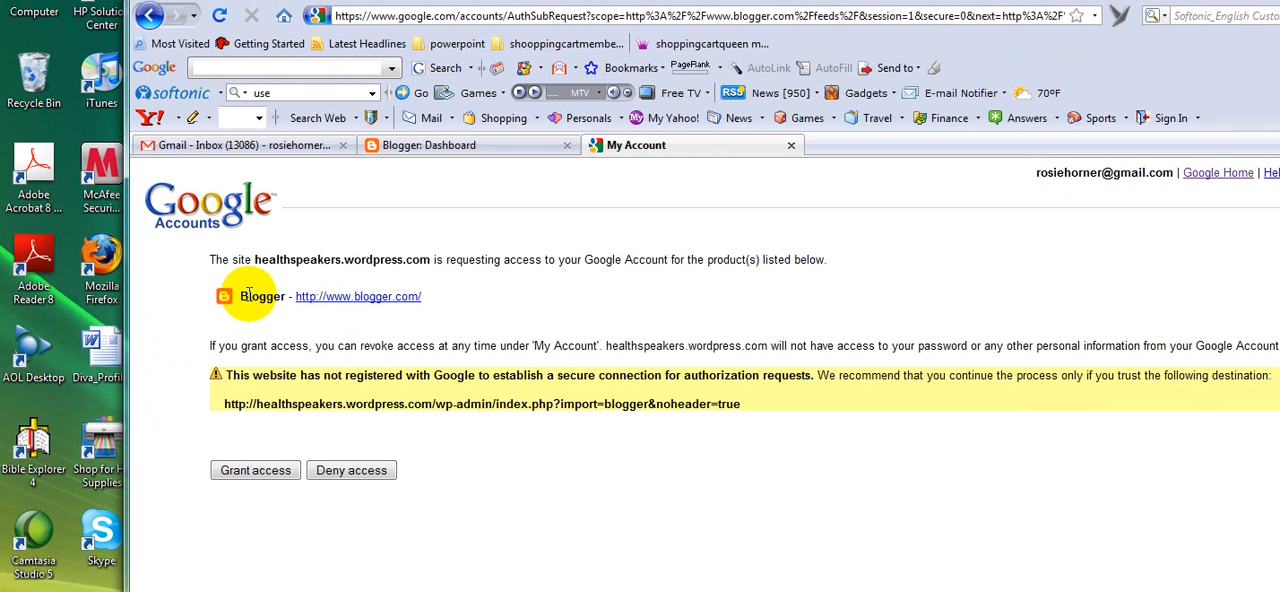 Computer
HP Solution
Center
Recycle Bin
iTunes
Adobe
Acrobat 8 ...
McAfee
Securi...
Adobe
Reader 8
Mozilla
Firefox
AOL Desktop
Diva_Profil
Bible Explorer
4
Shop for H
Supplies
Camtasia
Studio 5
Skype
https://www.google.com/accounts/AuthSubRequest?scope=http%3A%2F%2Fwww.blogger.com%2Ffeeds%2F&session=1&secure=0&next=http%3A%2F
Softonic_English Custo
Most Visited Getting Started Latest Headlines powerpoint shooppingcartmembe... shoppingcartqueen m...
Google Search Bookmarks PageRank AutoLink AutoFill Send to
softonic use Go Games MTV Free TV RSS News [950] Gadgets E-mail Notifier 70ºF
Y! Search Web Mail Shopping Personals My Yahoo! News Games Travel Finance Answers Sports Sign In
Gmail - Inbox (13086) - rosiehorner... Blogger: Dashboard My Account
rosiehorner@gmail.com | Google Home | Hel
Google™
Accounts
The site healthspeakers.wordpress.com is requesting access to your Google Account for the product(s) listed below.
Blogger - http://www.blogger.com/
If you grant access, you can revoke access at any time under 'My Account'. healthspeakers.wordpress.com will not have access to your password or any other personal information from your Google Account
This website has not registered with Google to establish a secure connection for authorization requests. We recommend that you continue the process only if you trust the following destination:
http://healthspeakers.wordpress.com/wp-admin/index.php?import=blogger&noheader=true
Grant access Deny access